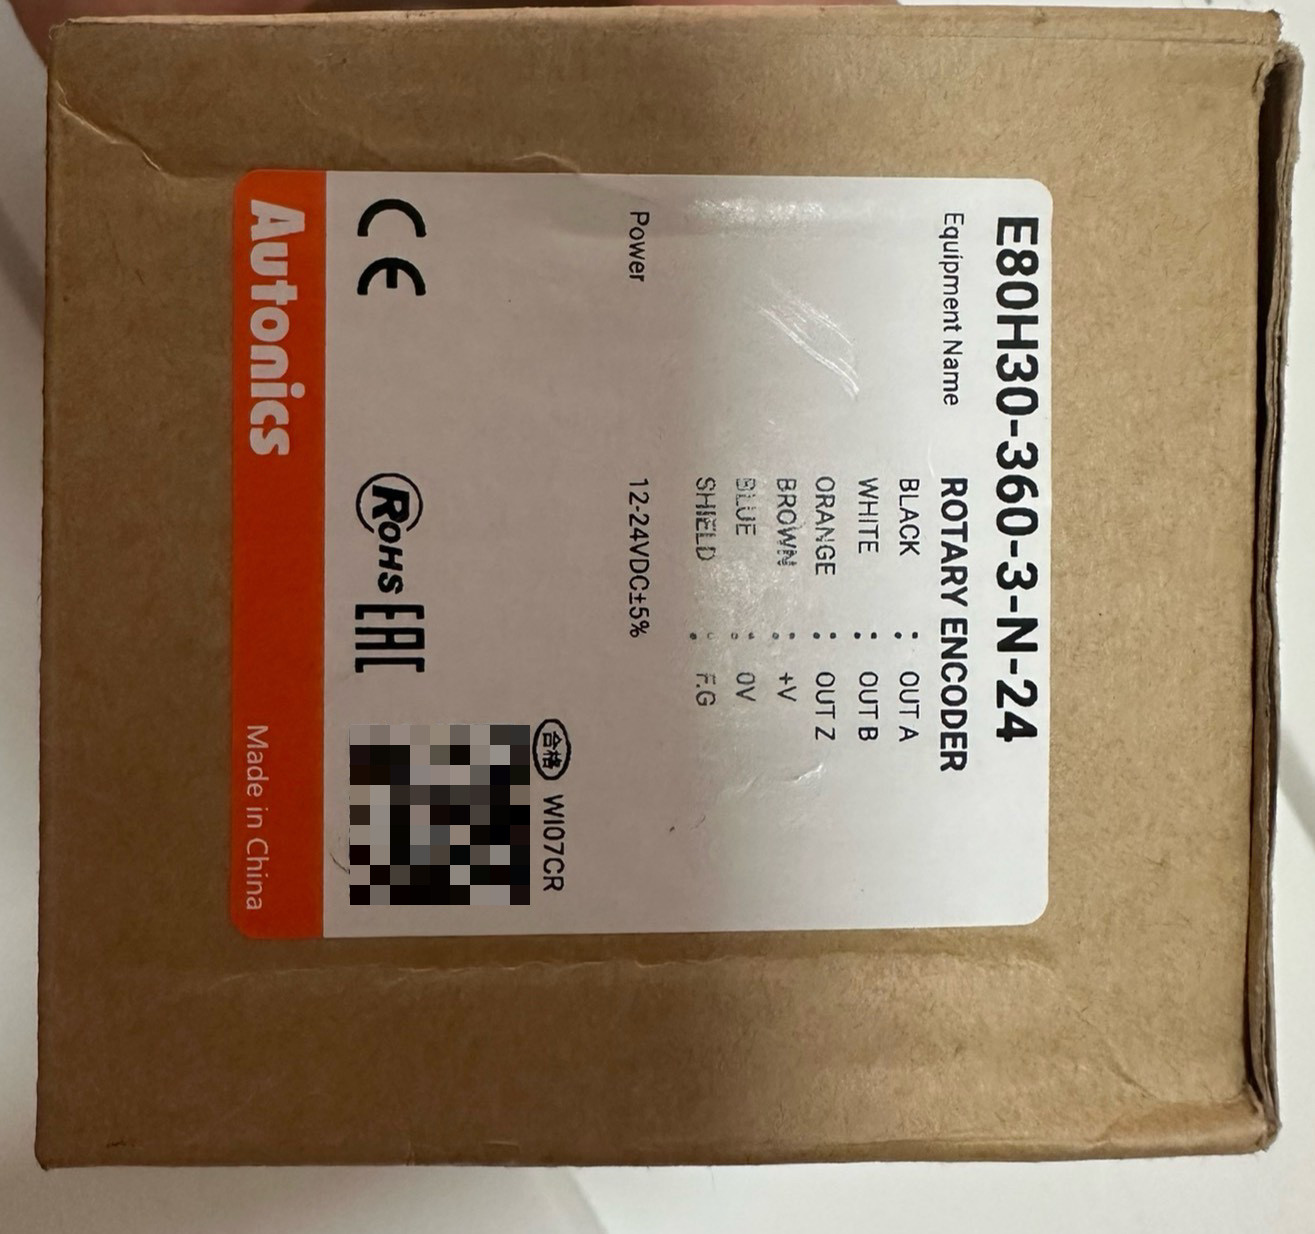 E80H30-360-3-N-24
Equipment Name ROTARY ENCODER
BLACK : OUT A
WHITE : OUT B
ORANGE : OUT Z
BROWN : +V
BLUE : 0V
SHIELD : F.G
Power 12-24VDC±5%
合格 WI07CR
CE RoHS EAC
Autonics Made in China